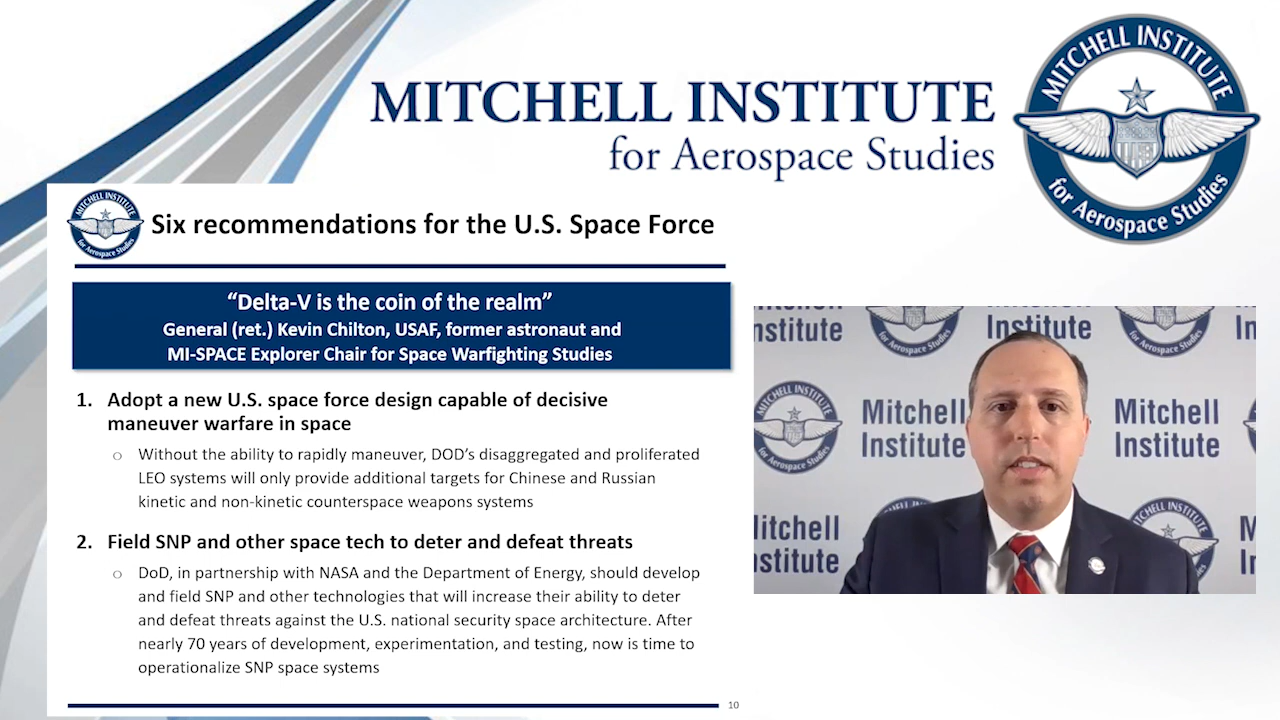 MITCHELL INSTITUTE
for Aerospace Studies
MITCHELL INSTITUTE
for Aerospace Studies
MITCHELL INSTITUTE
for Aerospace Studies
Six recommendations for the U.S. Space Force
“Delta-V is the coin of the realm”
General (ret.) Kevin Chilton, USAF, former astronaut and
MI-SPACE Explorer Chair for Space Warfighting Studies
1. Adopt a new U.S. space force design capable of decisive
maneuver warfare in space
○ Without the ability to rapidly maneuver, DOD’s disaggregated and proliferated
LEO systems will only provide additional targets for Chinese and Russian
kinetic and non-kinetic counterspace weapons systems
2. Field SNP and other space tech to deter and defeat threats
○ DoD, in partnership with NASA and the Department of Energy, should develop
and field SNP and other technologies that will increase their ability to deter
and defeat threats against the U.S. national security space architecture. After
nearly 70 years of development, experimentation, and testing, now is time to
operationalize SNP space systems
10
Institute
Mitchell
Institute
Mitchell
Institute